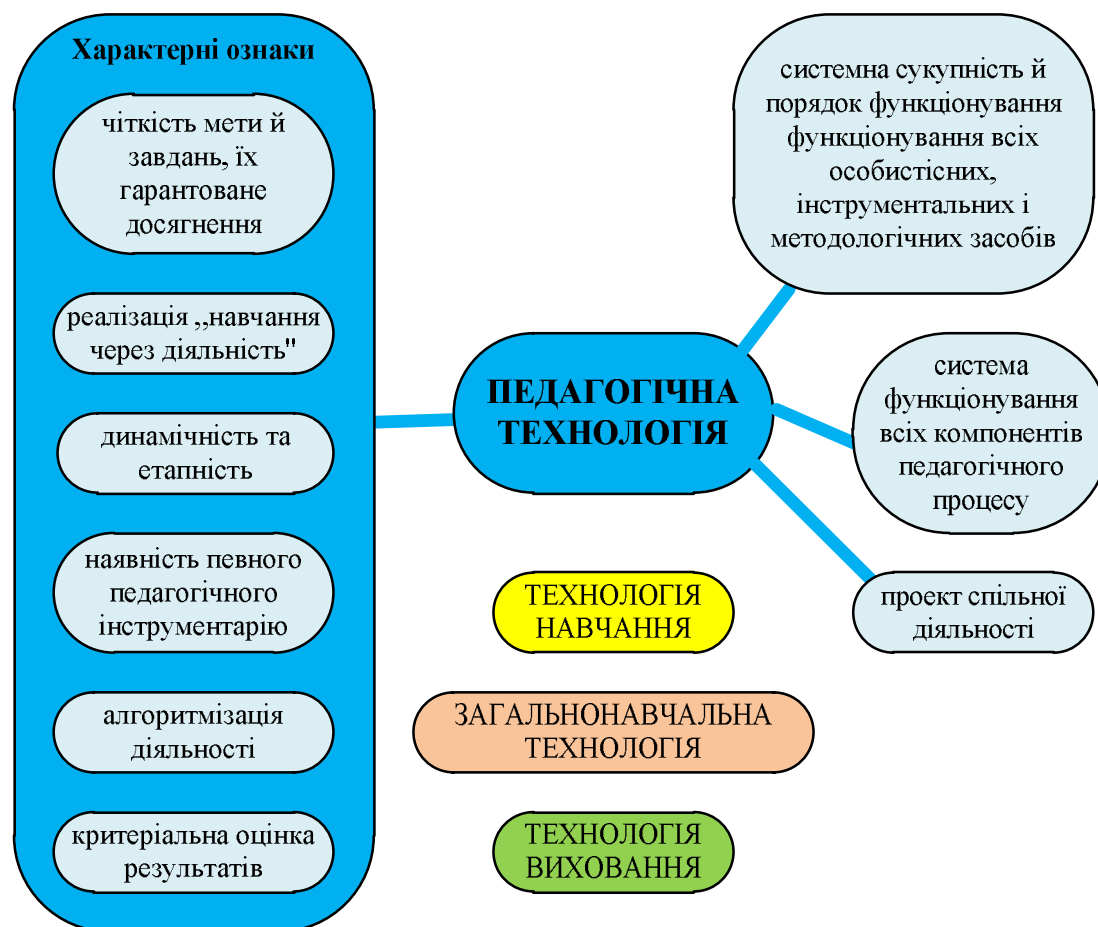 Характерні ознаки
чіткість мети й
завдань, їх
гарантоване
досягнення
реалізація ,,навчання
через діяльність"
динамічність та
етапність
наявність певного
педагогічного
інструментарію
алгоритмізація
діяльності
критеріальна оцінка
результатів
ПЕДАГОГІЧНА
ТЕХНОЛОГІЯ
ТЕХНОЛОГІЯ
НАВЧАННЯ
ЗАГАЛЬНОНАВЧАЛЬНА
ТЕХНОЛОГІЯ
ТЕХНОЛОГІЯ
ВИХОВАННЯ
системна сукупність й
порядок функціонування
функціонування всіх
особистісних,
інструментальних і
методологічних засобів
система
функціонування
всіх компонентів
педагогічного
процесу
проект спільної
діяльності